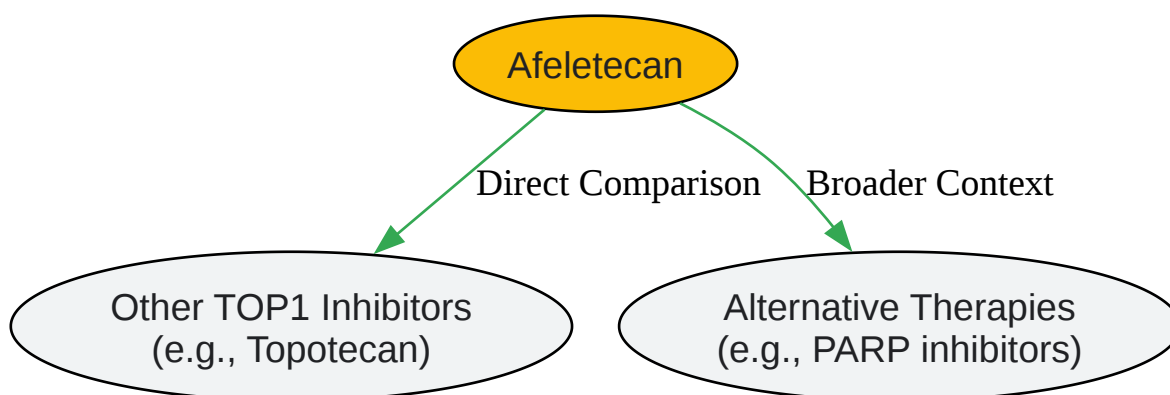 Afeletecan
Direct Comparison
Broader Context
Other TOP1 Inhibitors
(e.g., Topotecan)
Alternative Therapies
(e.g., PARP inhibitors)